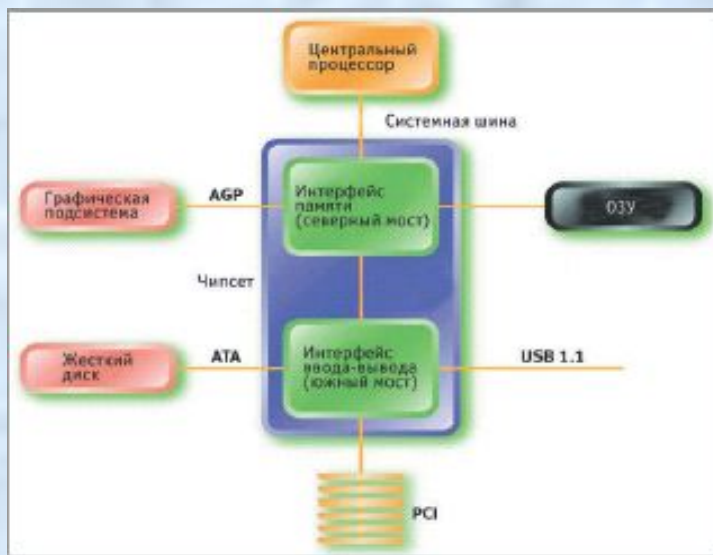 Центральный
процессор
Системная шина
Графическая
подсистема
AGP
Интерфейс
памяти
(северный мост)
ОЗУ
Чипсет
Жесткий
диск
ATA
Интерфейс
ввода-вывода
(южный мост)
USB 1.1
PCI